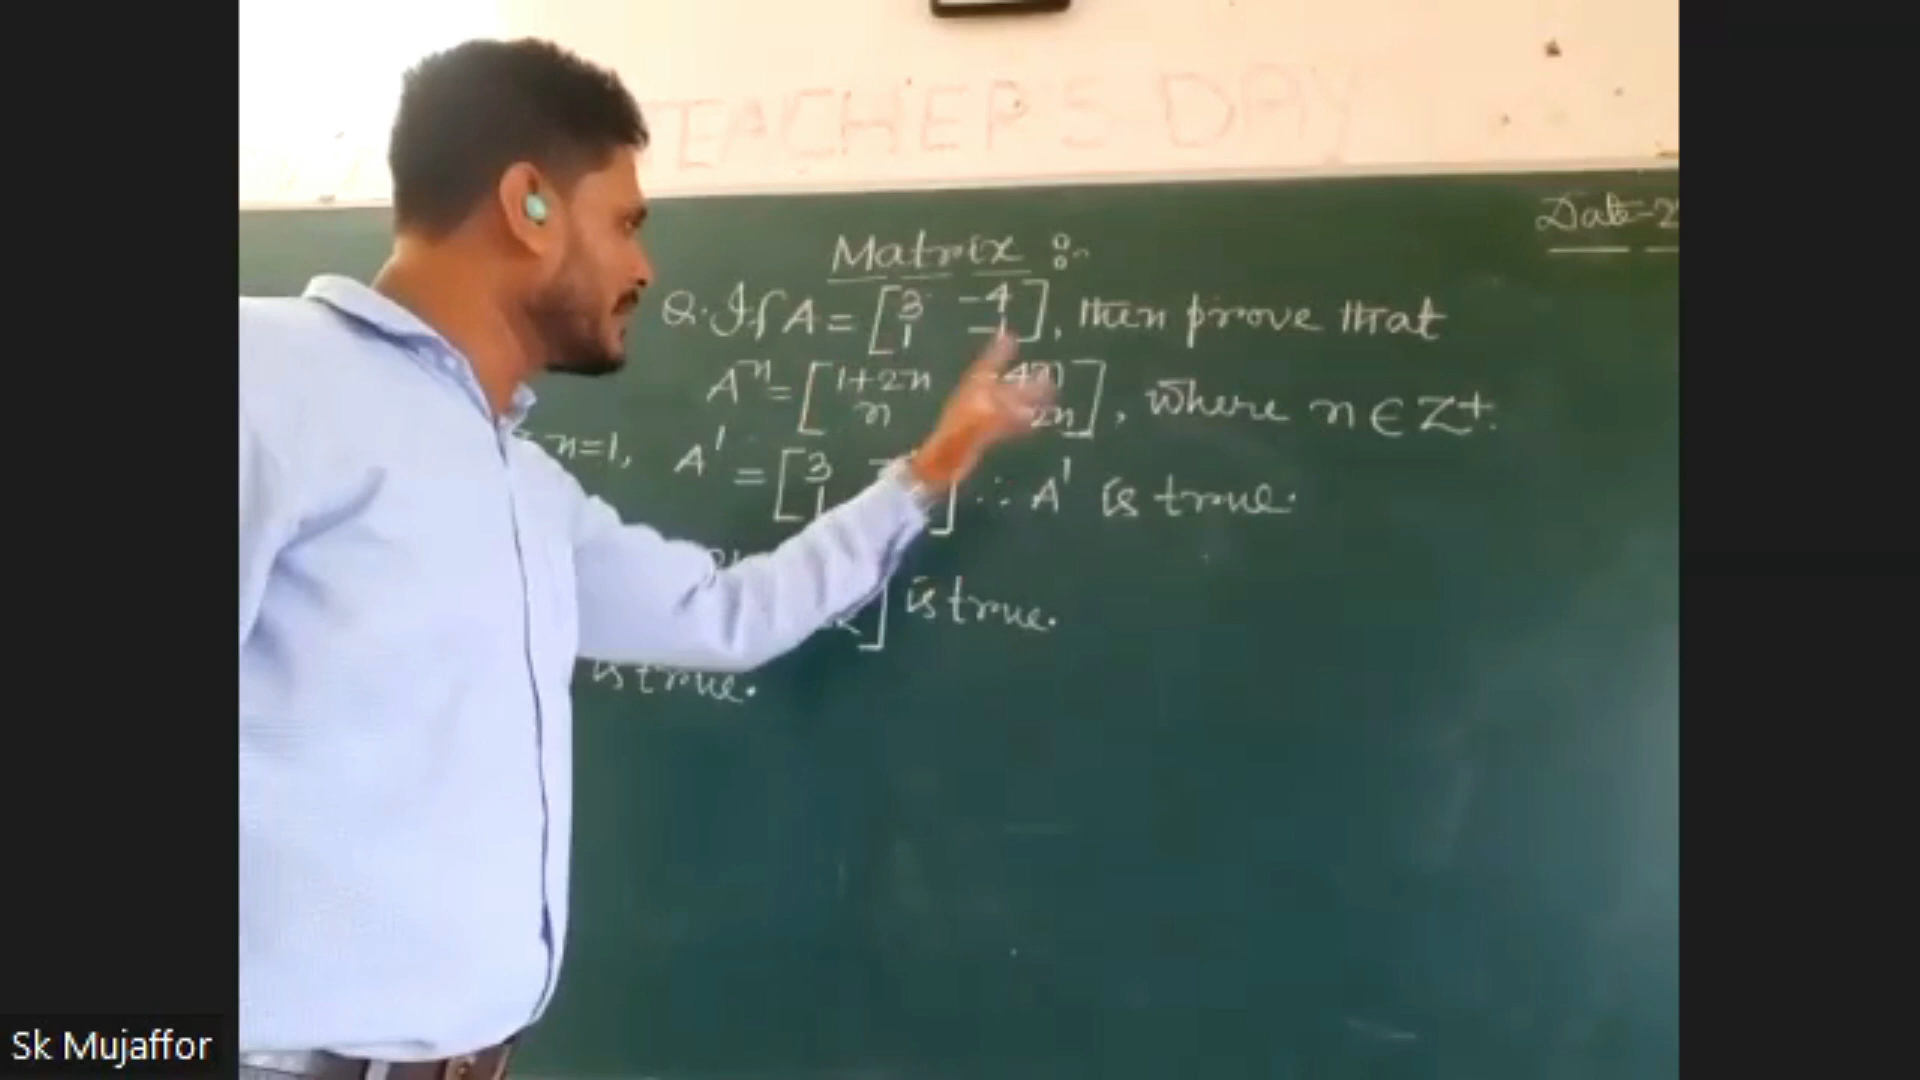 TEACHER'S DAY
Date-2
Matrix :-
Q. If A = [3 -4], then prove that
1 -1
Aⁿ = [1+2n -4n], where n ∈ Z+.
n 2n
n=1, A¹ = [3 ] ∴ A¹ is true.
1
] is true.
is true.
Sk Mujaffor